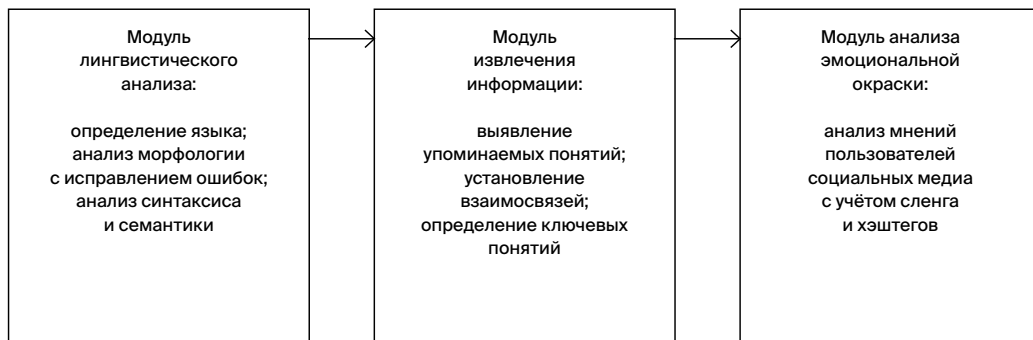 Модуль
лингвистического
анализа:
определение языка;
анализ морфологии
с исправлением ошибок;
анализ синтаксиса
и семантики
Модуль
извлечения
информации:
выявление
упоминаемых понятий;
установление
взаимосвязей;
определение ключевых
понятий
Модуль анализа
эмоциональной
окраски:
анализ мнений
пользователей
социальных медиа
с учётом сленга
и хэштегов